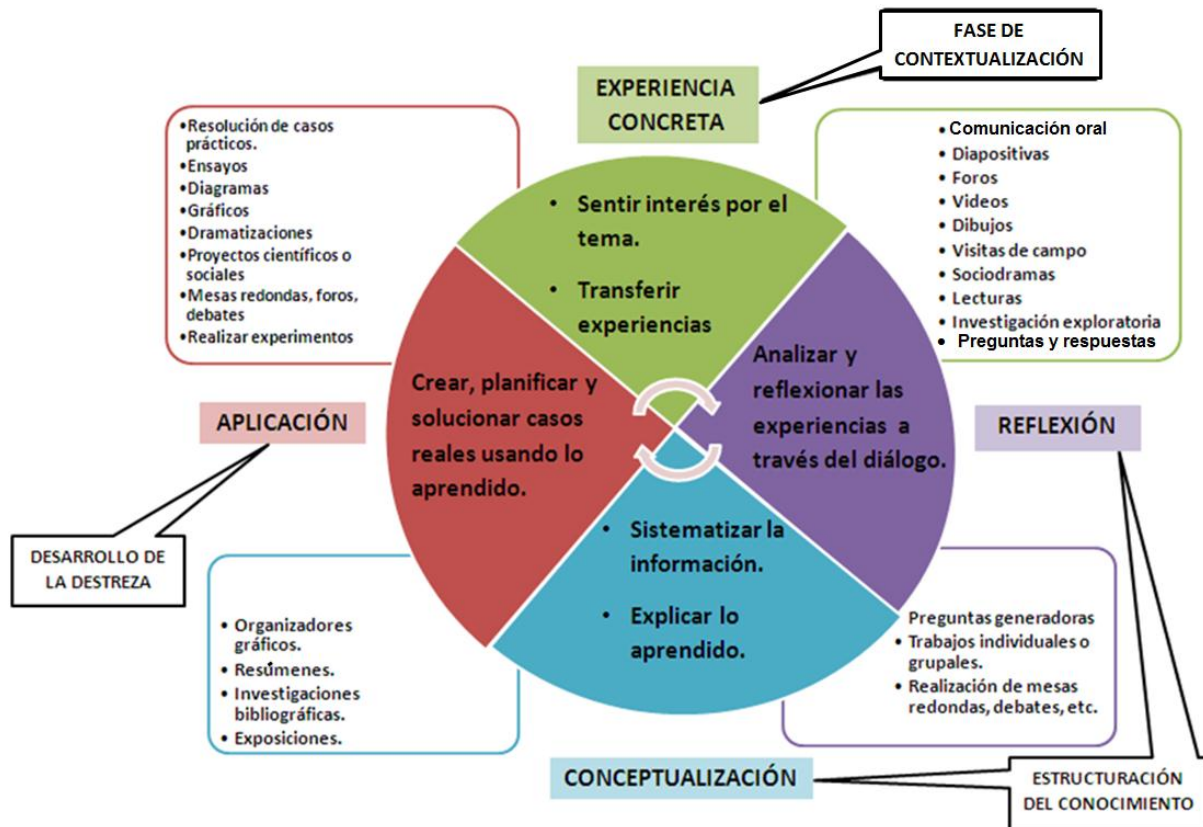 FASE DE
CONTEXTUALIZACIÓN
EXPERIENCIA
CONCRETA
•Resolución de casos
prácticos.
•Ensayos
•Diagramas
•Gráficos
•Dramatizaciones
•Proyectos científicos o
sociales
•Mesas redondas, foros,
debates
•Realizar experimentos
• Comunicación oral
• Diapositivas
• Foros
• Videos
• Dibujos
• Visitas de campo
• Sociodramas
• Lecturas
• Investigación exploratoria
• Preguntas y respuestas
• Sentir interés por el
tema.
• Transferir
experiencias
Crear, planificar y
solucionar casos
reales usando lo
aprendido.
Analizar y
reflexionar las
experiencias a
través del diálogo.
APLICACIÓN
REFLEXIÓN
• Sistematizar la
información.
• Explicar lo
aprendido.
DESARROLLO DE
LA DESTREZA
• Organizadores
gráficos.
• Resúmenes.
• Investigaciones
bibliográficas.
• Exposiciones.
Preguntas generadoras
• Trabajos individuales o
grupales.
• Realización de mesas
redondas, debates, etc.
CONCEPTUALIZACIÓN
ESTRUCTURACIÓN
DEL CONOCIMIENTO